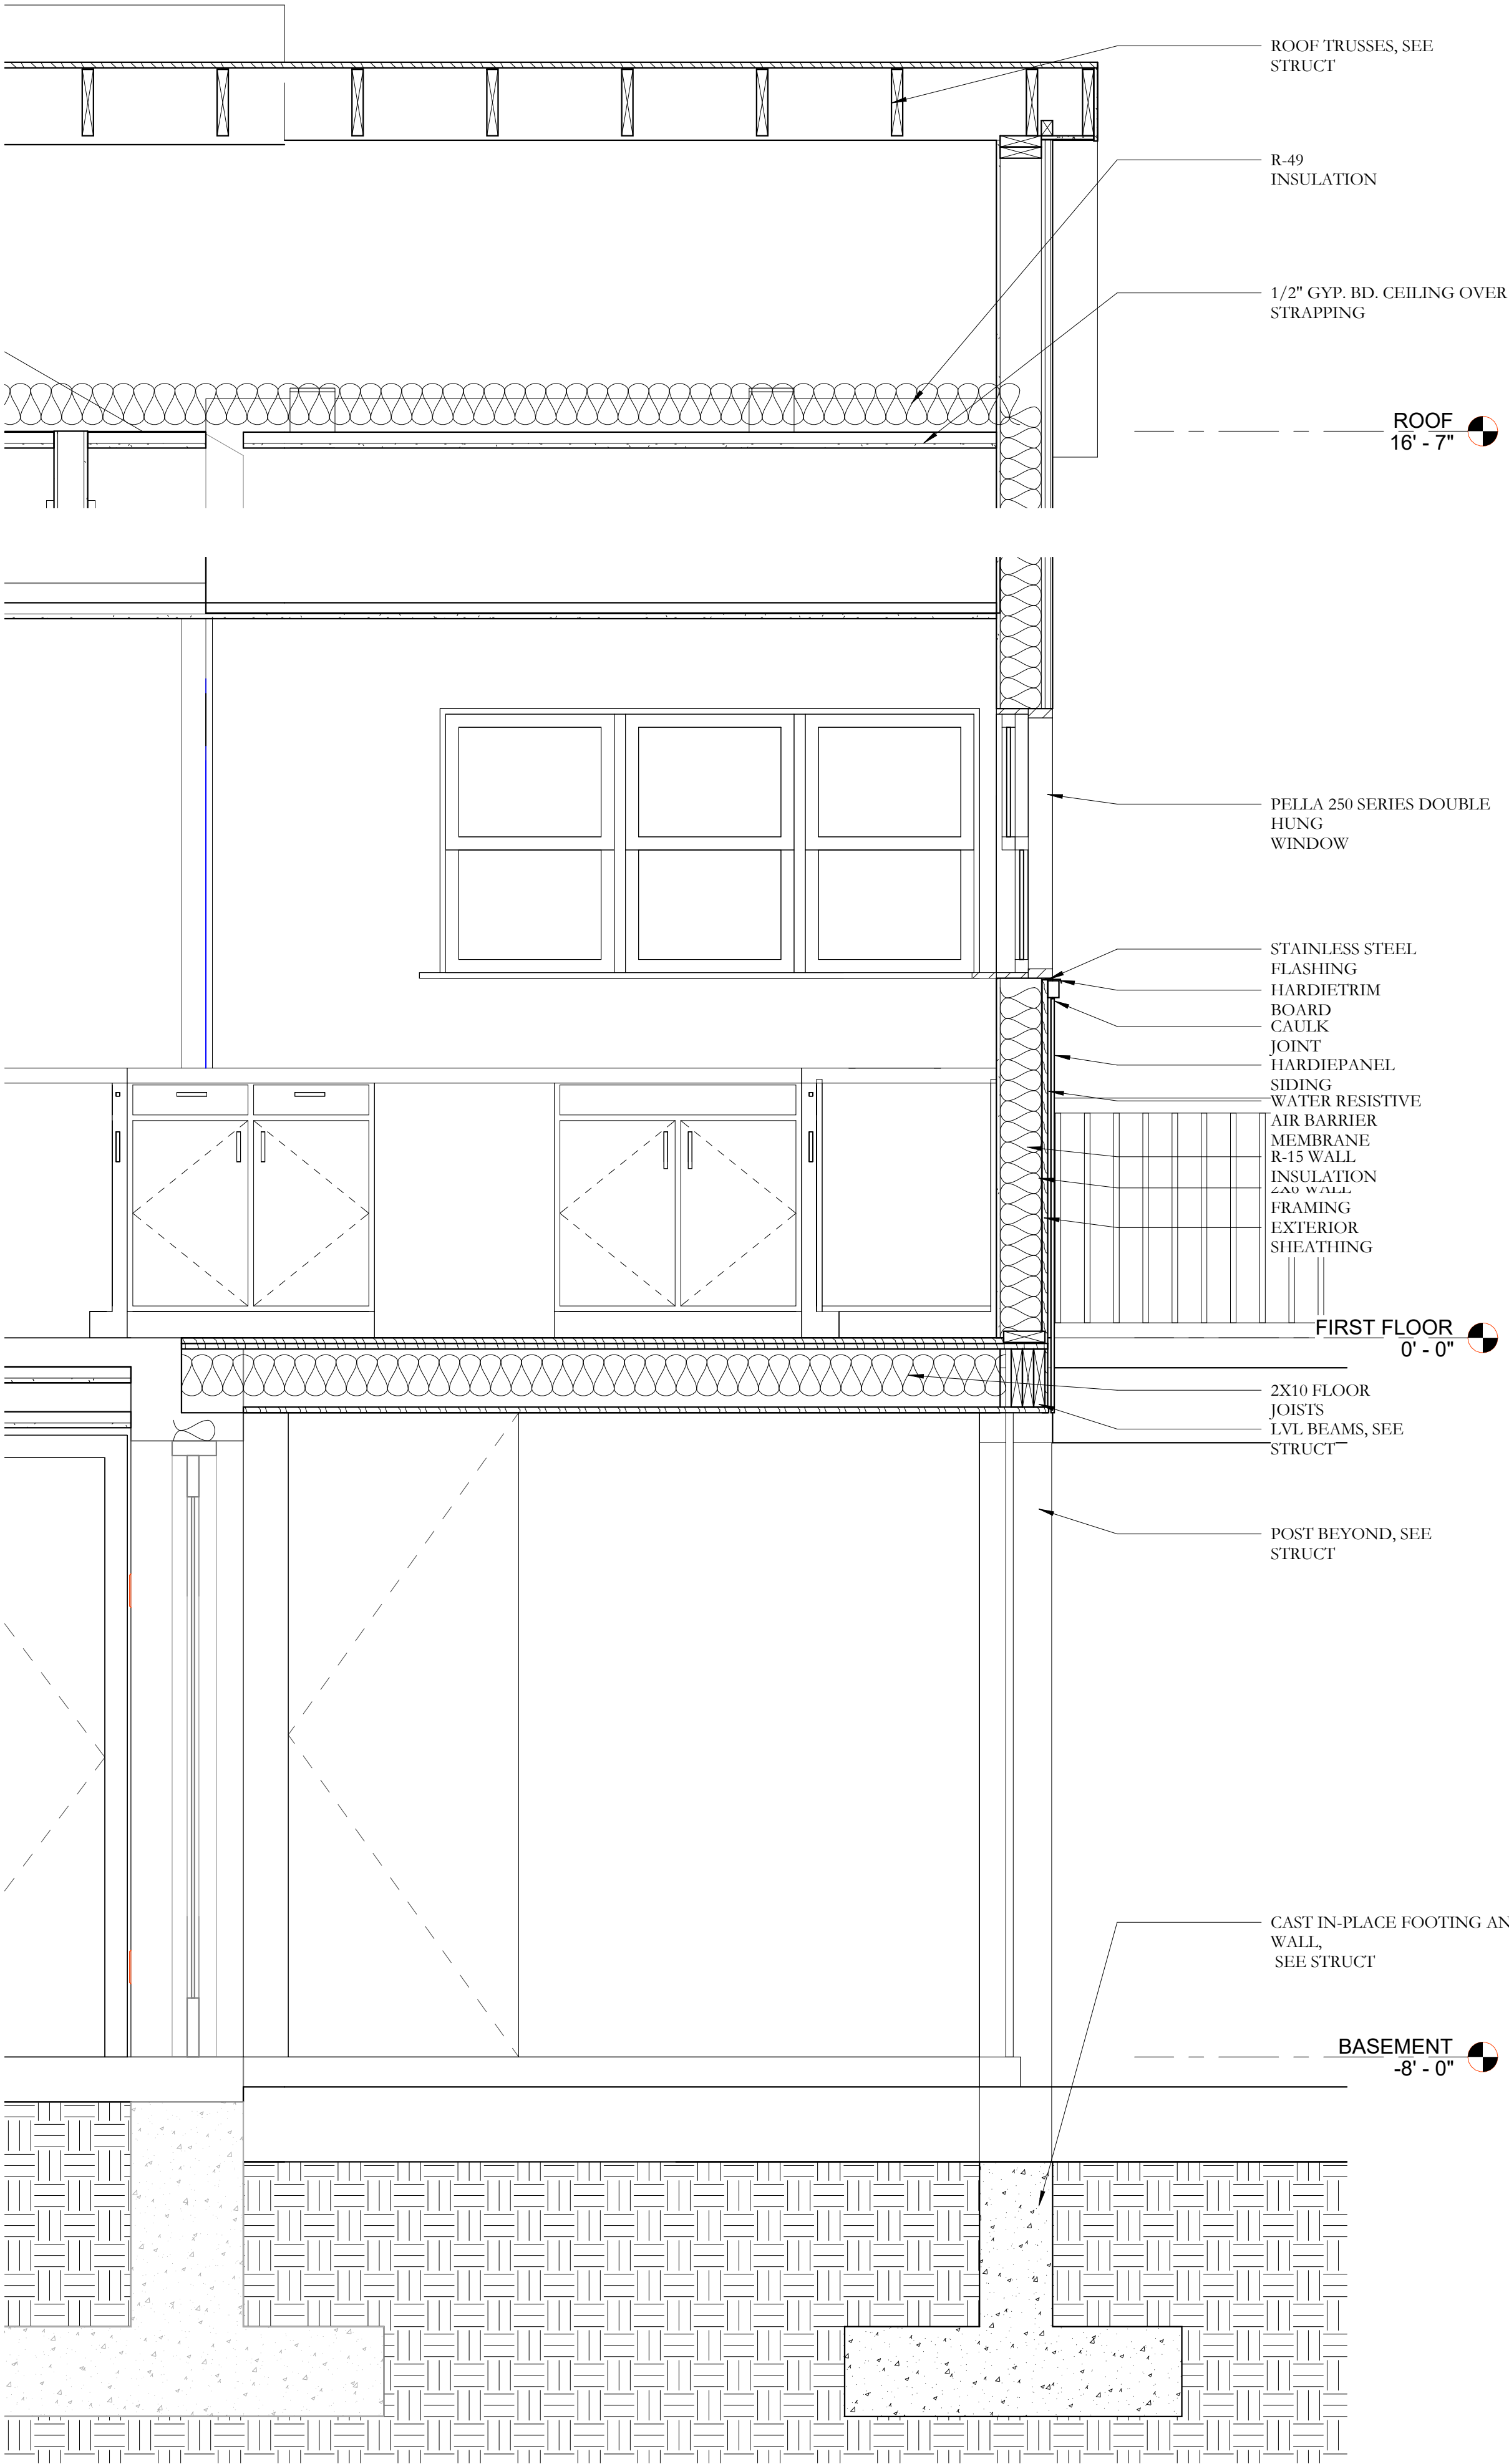 ROOF TRUSSES, SEE
STRUCT
R-49
INSULATION
1/2" GYP. BD. CEILING OVER
STRAPPING
ROOF
16' - 7"
PELLA 250 SERIES DOUBLE
HUNG
WINDOW
STAINLESS STEEL
FLASHING
HARDIETRIM
BOARD
CAULK
JOINT
HARDIEPANEL
SIDING
WATER RESISTIVE
AIR BARRIER
MEMBRANE
R-15 WALL
INSULATION
2X6 WALL
FRAMING
EXTERIOR
SHEATHING
FIRST FLOOR
0' - 0"
2X10 FLOOR
JOISTS
LVL BEAMS, SEE
STRUCT
POST BEYOND, SEE
STRUCT
CAST IN-PLACE FOOTING AN
WALL,
SEE STRUCT
BASEMENT
-8' - 0"